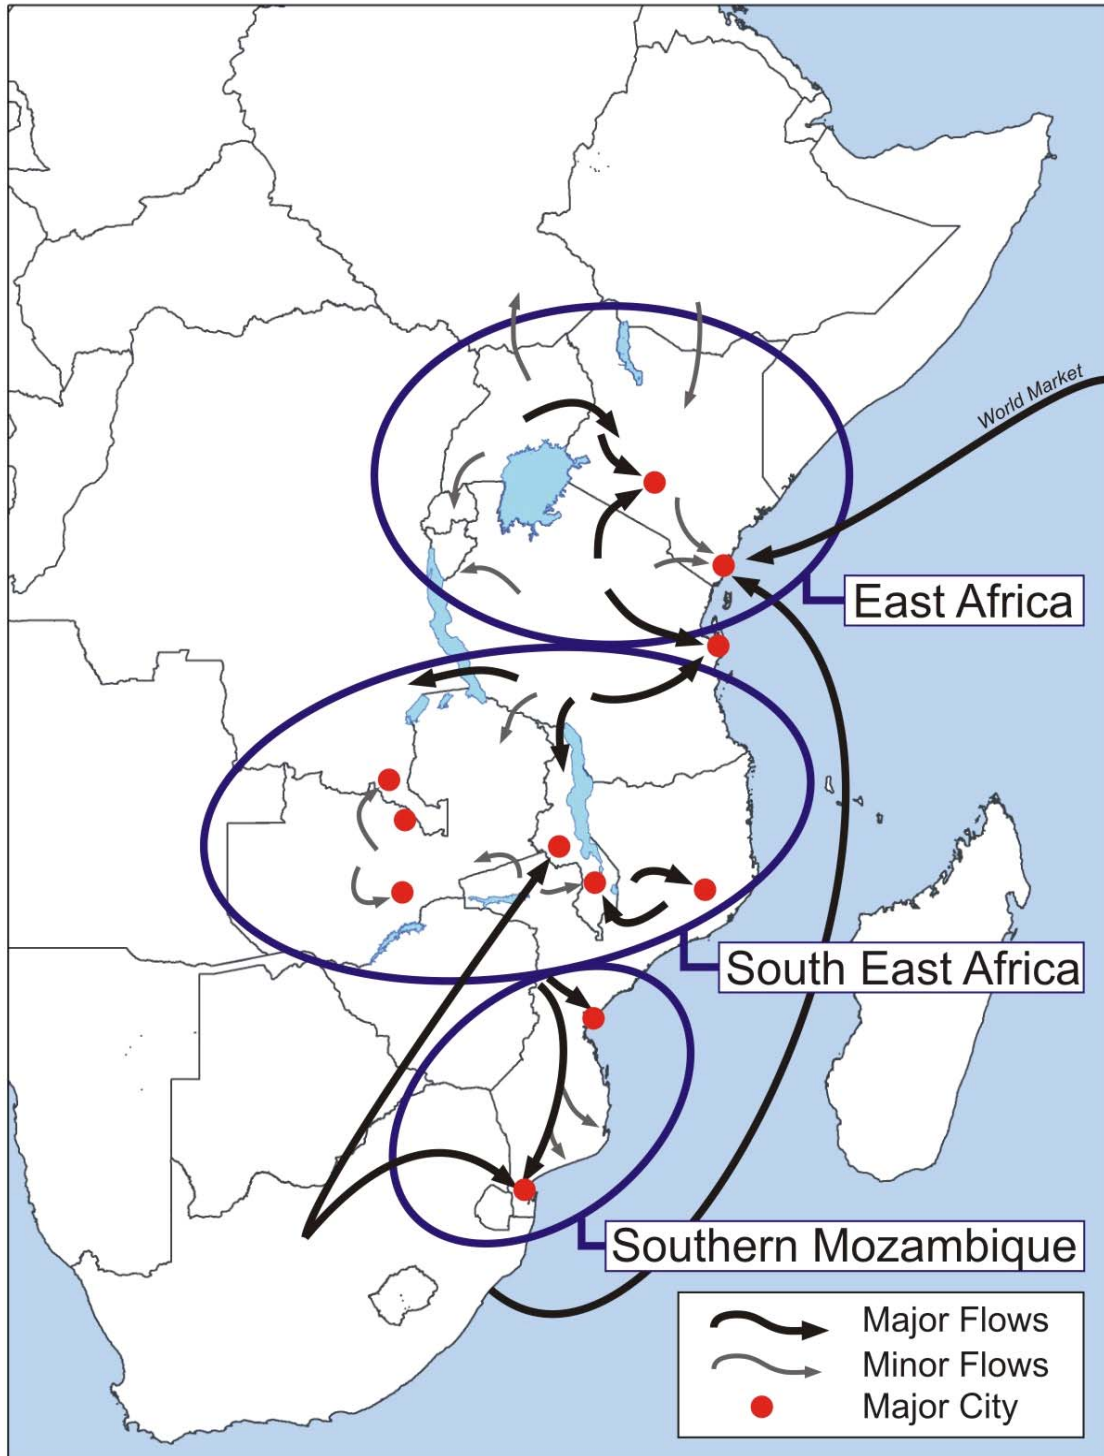 World Market
East Africa
South East Africa
Southern Mozambique
Major Flows
Minor Flows
Major City